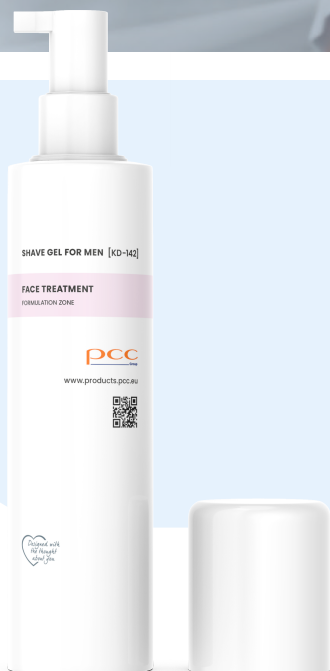 SHAVE GEL FOR MEN [KD-142]
FACE TREATMENT
FORMULATION ZONE
pcc
www.products.pcc.eu
Designed with
the thought
about you